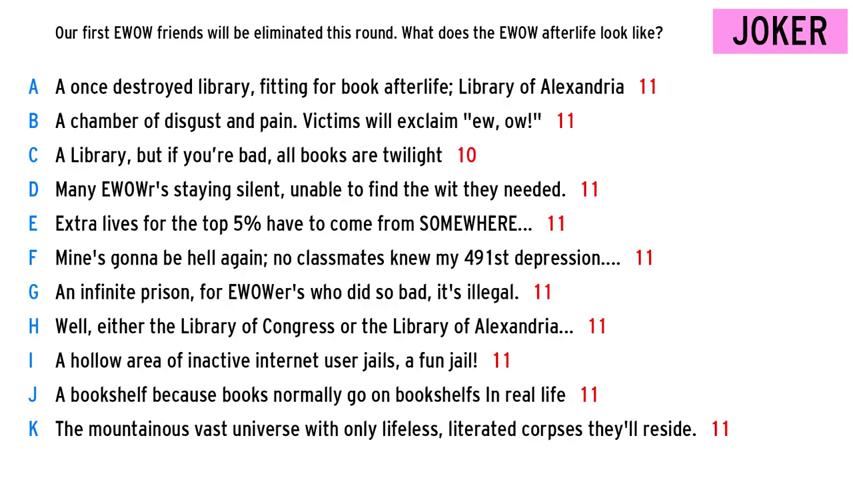 Our first EWOW friends will be eliminated this round. What does the EWOW afterlife look like?
JOKER
A A once destroyed library, fitting for book afterlife; Library of Alexandria 11
B A chamber of disgust and pain. Victims will exclaim "ew, ow!" 11
C A Library, but if you’re bad, all books are twilight 10
D Many EWOWr's staying silent, unable to find the wit they needed. 11
E Extra lives for the top 5% have to come from SOMEWHERE... 11
F Mine's gonna be hell again; no classmates knew my 491st depression.... 11
G An infinite prison, for EWOWer's who did so bad, it's illegal. 11
H Well, either the Library of Congress or the Library of Alexandria... 11
I A hollow area of inactive internet user jails, a fun jail! 11
J A bookshelf because books normally go on bookshelfs In real life 11
K The mountainous vast universe with only lifeless, literated corpses they'll reside. 11